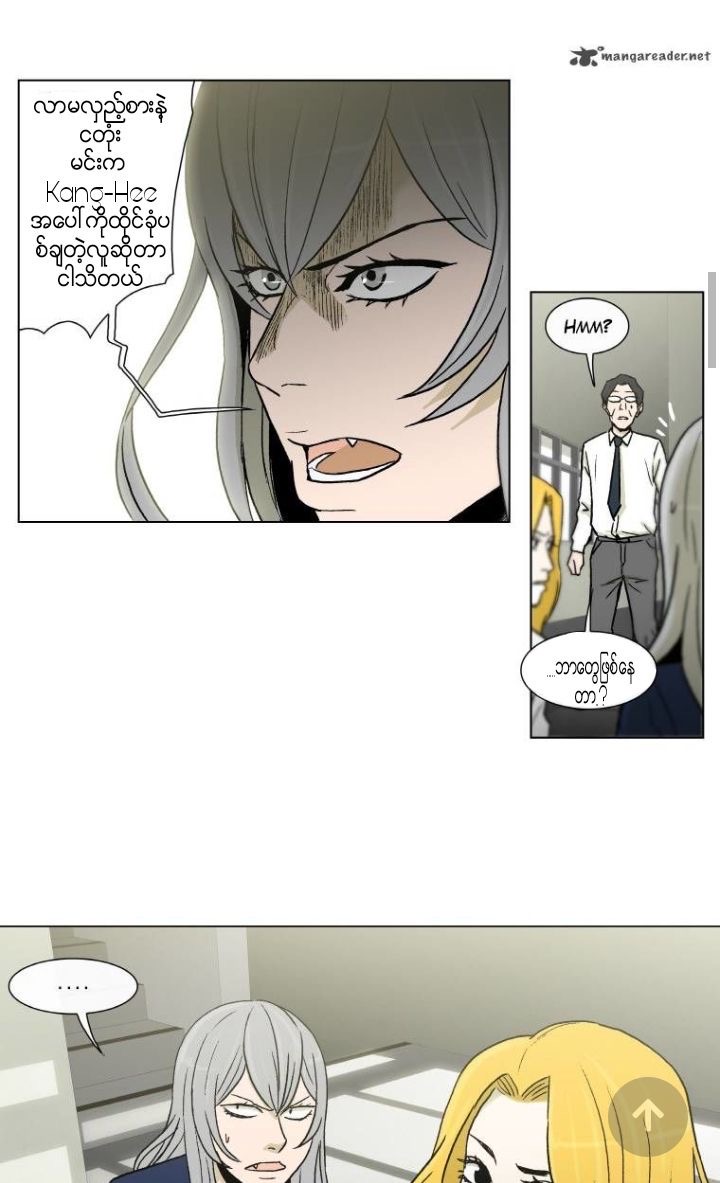 mangareader.net
လာမလှည့်စားနဲ့
ငတုံး
မင်းက
Kang-Hee
အပေါ်ကိုထိုင်ခုံပ
စ်ချတဲ့လူဆိုတာ
ငါသိတယ်
HMM?
....ဘာတွေဖြစ်နေ
တာ..?
....